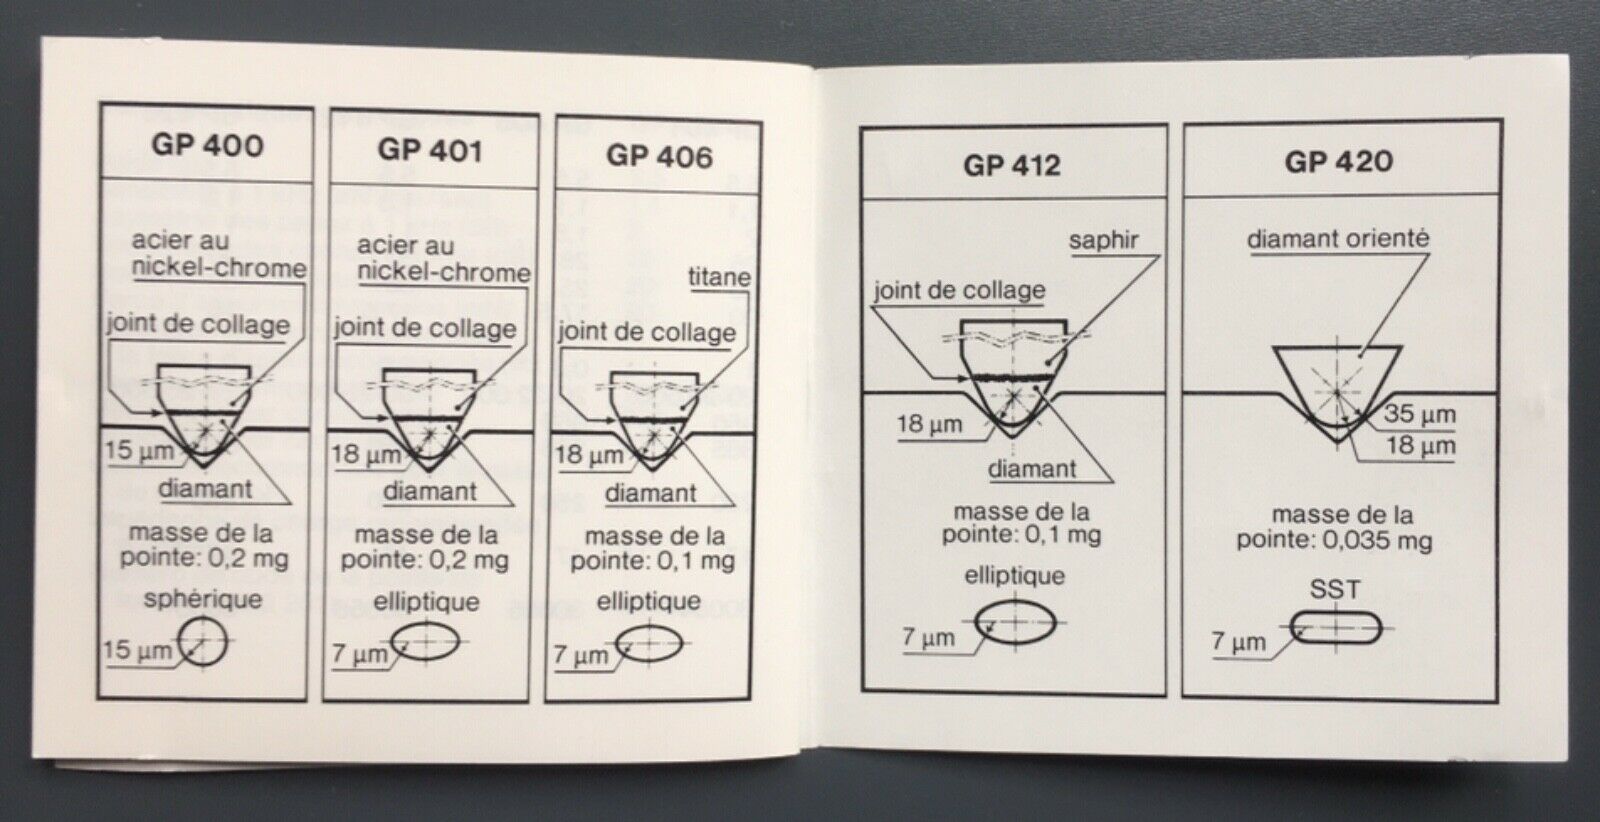 GP 400
acier au
nickel-chrome
joint de collage
15 µm
diamant
masse de la
pointe: 0,2 mg
sphérique
15 µm
GP 401
acier au
nickel-chrome
joint de collage
18 µm
diamant
masse de la
pointe: 0,2 mg
elliptique
7 µm
GP 406
titane
joint de collage
18 µm
diamant
masse de la
pointe: 0,1 mg
elliptique
7 µm
GP 412
saphir
joint de collage
18 µm
diamant
masse de la
pointe: 0,1 mg
elliptique
7 µm
GP 420
diamant orienté
35 µm
18 µm
masse de la
pointe: 0,035 mg
SST
7 µm